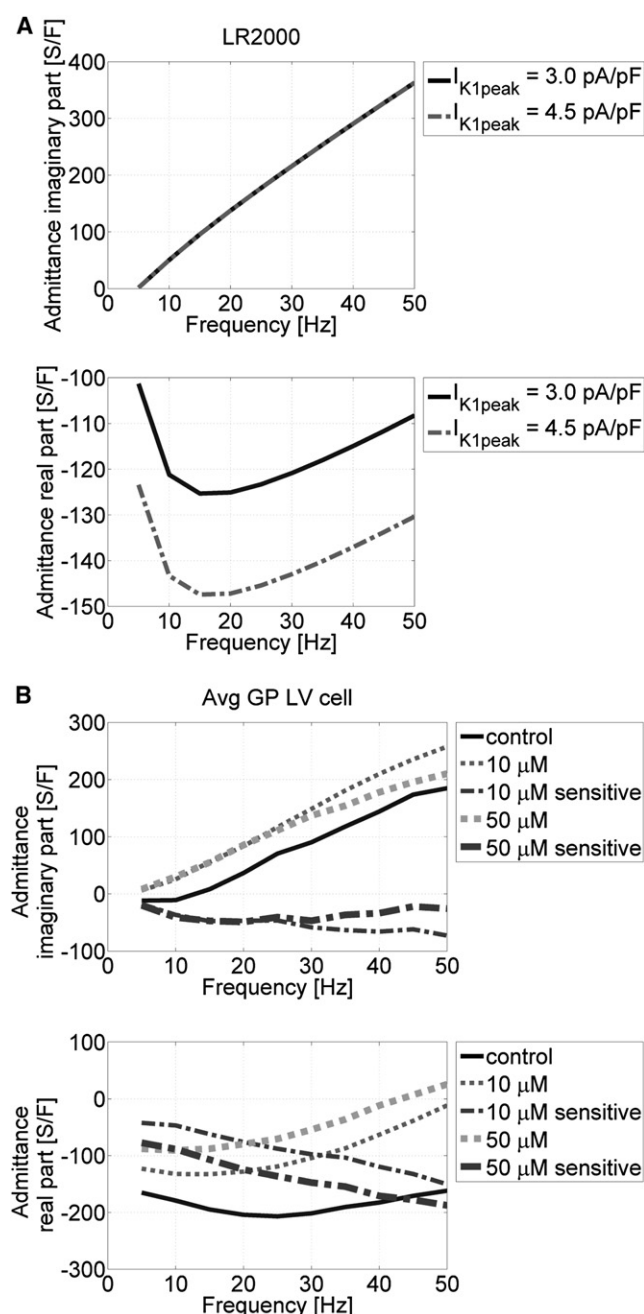 A
LR2000
Admittance imaginary part [S/F]
400
300
200
100
0
0 10 20 30 40 50
Frequency [Hz]
I_K1peak = 3.0 pA/pF
I_K1peak = 4.5 pA/pF
Admittance real part [S/F]
-100
-110
-120
-130
-140
-150
0 10 20 30 40 50
Frequency [Hz]
I_K1peak = 3.0 pA/pF
I_K1peak = 4.5 pA/pF
B
Avg GP LV cell
Admittance
imaginary part [S/F]
300
200
100
0
-100
0 10 20 30 40 50
Frequency [Hz]
control
10 μM
10 μM sensitive
50 μM
50 μM sensitive
Admittance
real part [S/F]
100
0
-100
-200
-300
0 10 20 30 40 50
Frequency [Hz]
control
10 μM
10 μM sensitive
50 μM
50 μM sensitive